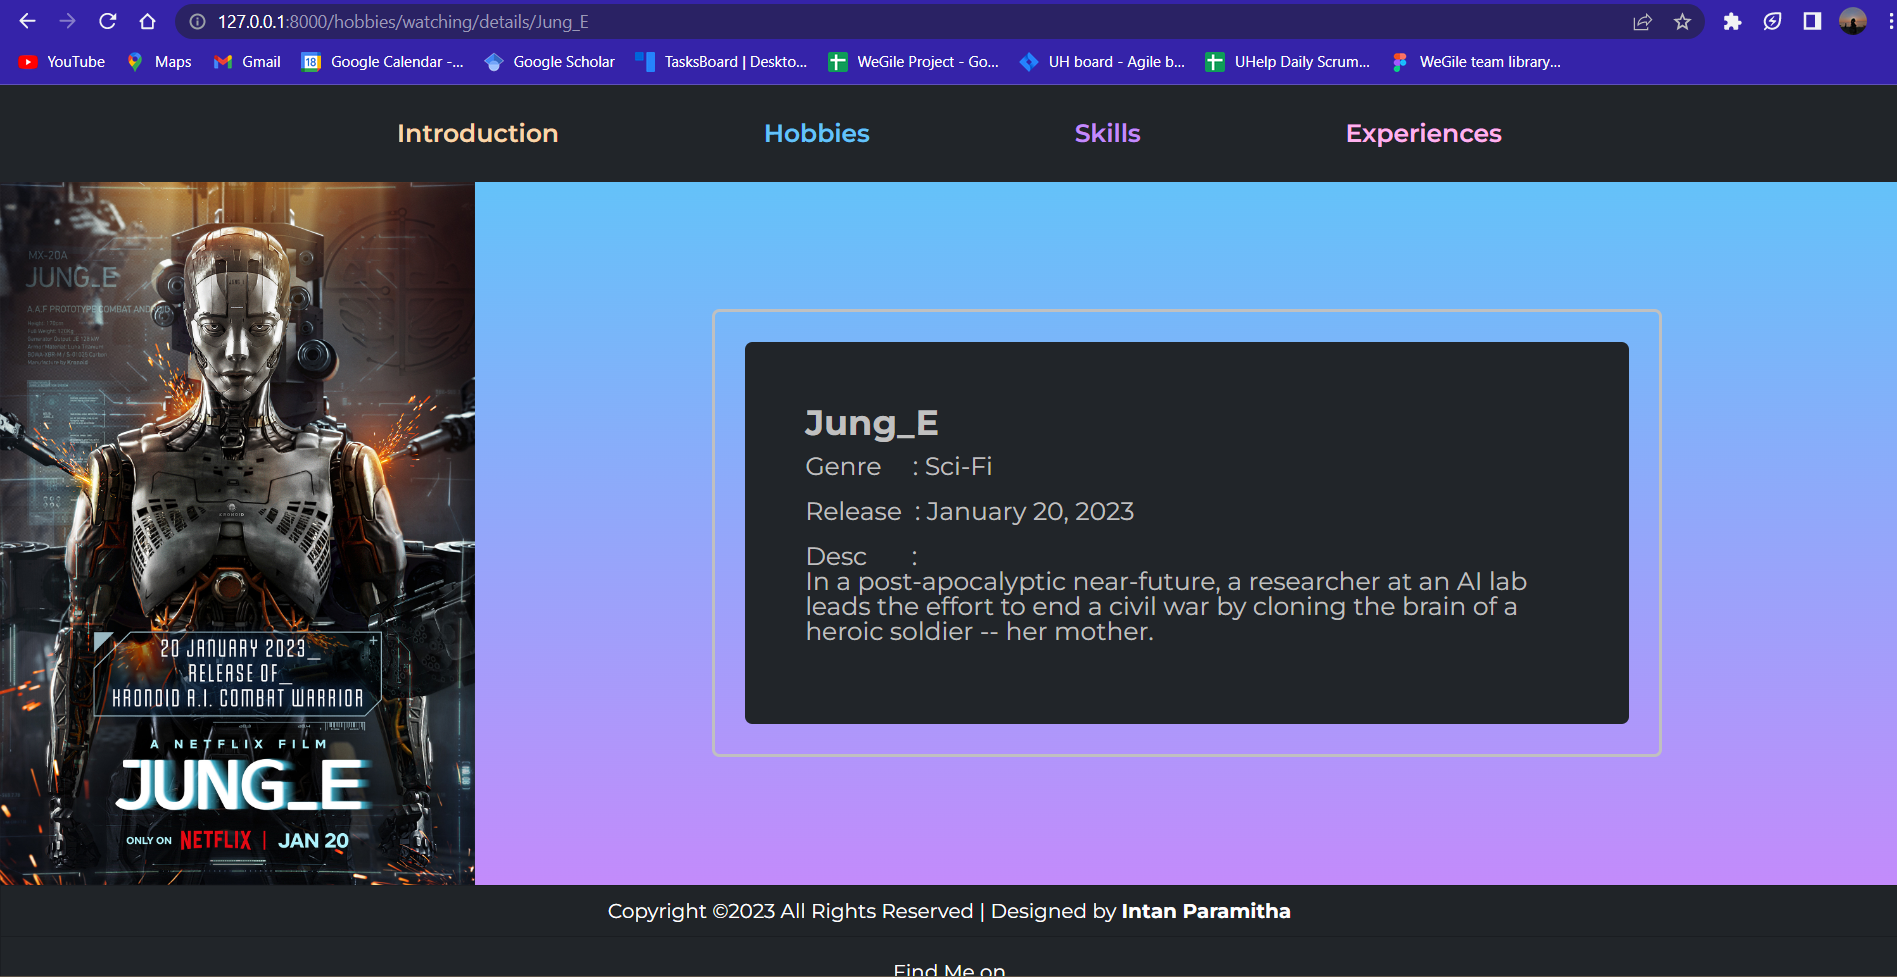 127.0.0.1:8000/hobbies/watching/details/Jung_E
YouTube
Maps
Gmail
18
Google Calendar -...
Google Scholar
TasksBoard | Deskto...
WeGile Project - Go...
UH board - Agile b...
UHelp Daily Scrum...
WeGile team library...
Introduction
Hobbies
Skills
Experiences
MX-20A
JUNG_E
A.A.F PROTOTYPE COMBAT ANDROID
20 JANUARY 2023_
RELEASE OF_
KRONOID A.I. COMBAT WARRIOR
A NETFLIX FILM
JUNG_E
ONLY ON NETFLIX | JAN 20
Jung_E
Genre : Sci-Fi
Release : January 20, 2023
Desc :
In a post-apocalyptic near-future, a researcher at an AI lab
leads the effort to end a civil war by cloning the brain of a
heroic soldier -- her mother.
Copyright ©2023 All Rights Reserved | Designed by Intan Paramitha
Find Me on